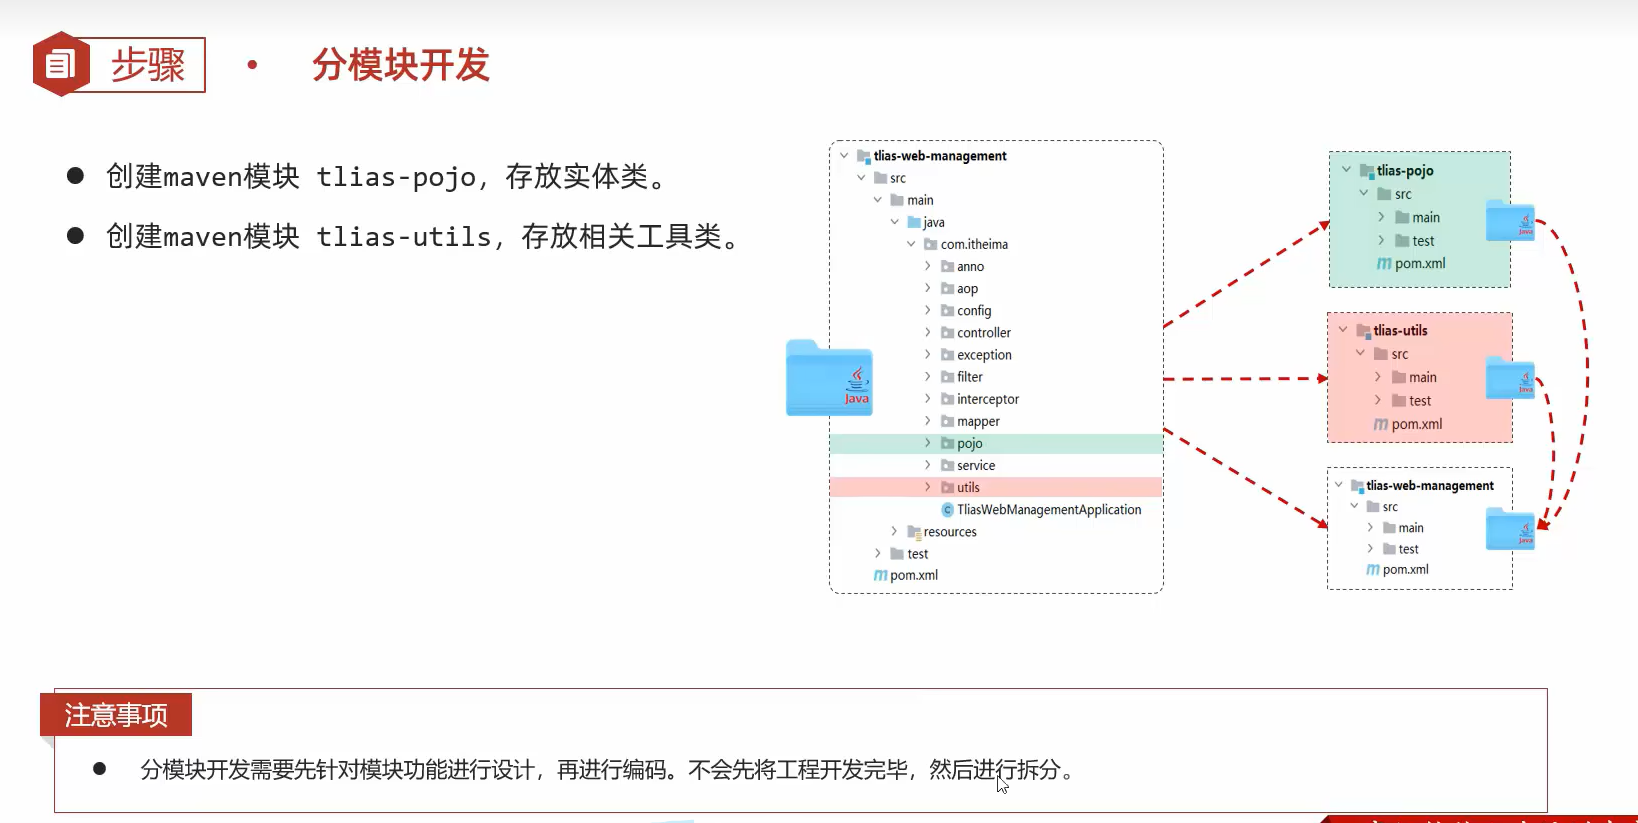 步骤
分模块开发
创建maven模块 tlias-pojo，存放实体类。
创建maven模块 tlias-utils，存放相关工具类。
tlias-web-management
src
main
java
com.itheima
anno
aop
config
controller
exception
filter
interceptor
mapper
pojo
service
utils
TliasWebManagementApplication
resources
test
pom.xml
Java
tlias-pojo
src
main
test
pom.xml
Java
tlias-utils
src
main
test
pom.xml
Java
tlias-web-management
src
main
test
pom.xml
Java
注意事项
分模块开发需要先针对模块功能进行设计，再进行编码。不会先将工程开发完毕，然后进行拆分。